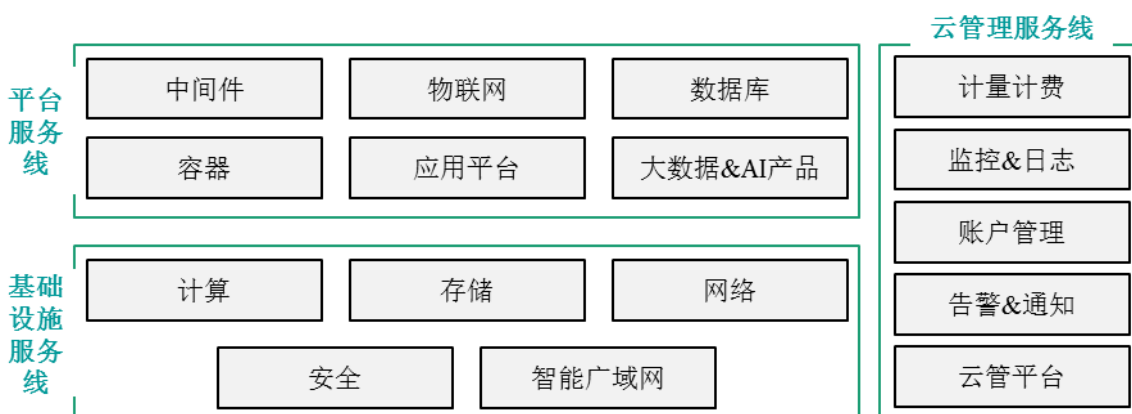 云管理服务线
平台
服务
线
中间件
物联网
数据库
容器
应用平台
大数据&AI产品
基础
设施
服务
线
计算
存储
网络
安全
智能广域网
计量计费
监控&日志
账户管理
告警&通知
云管平台